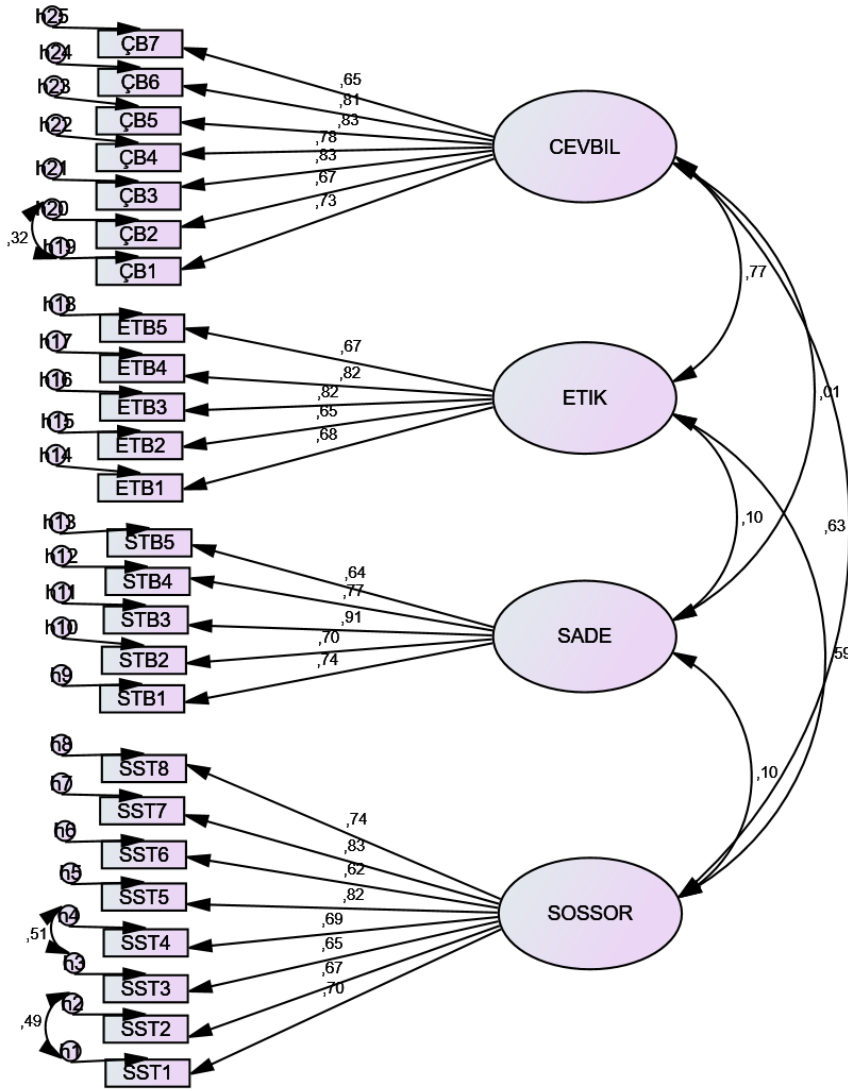 h25
ÇB7
,65
h24
ÇB6
,81
h23
ÇB5
,83
h22
ÇB4
,78
h21
ÇB3
,83
h20
ÇB2
,67
h19
ÇB1
,73
,32
CEVBIL
,77
h18
ETB5
,67
h17
ETB4
,82
h16
ETB3
,82
h15
ETB2
,65
h14
ETB1
,68
ETIK
,01
,10
,63
h13
STB5
,64
h12
STB4
,77
h11
STB3
,91
h10
STB2
,70
h9
STB1
,74
SADE
59
,10
h8
SST8
,74
h7
SST7
,83
h6
SST6
,62
h5
SST5
,82
h4
SST4
,69
,51
h3
SST3
,65
h2
SST2
,67
,49
h1
SST1
,70
SOSSOR